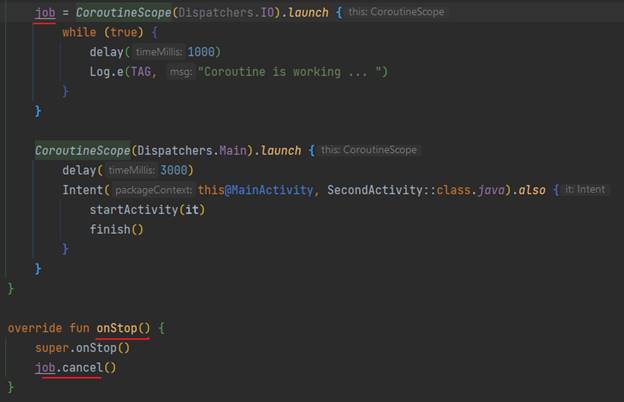 job = CoroutineScope(Dispatchers.IO).launch { this: CoroutineScope
while (true) {
delay( timeMillis: 1000)
Log.e(TAG, msg: "Coroutine is working ... ")
}
}
CoroutineScope(Dispatchers.Main).launch { this: CoroutineScope
delay( timeMillis: 3000)
Intent( packageContext: this@MainActivity, SecondActivity::class.java).also { it: Intent
startActivity(it)
finish()
}
}
}
override fun onStop() {
super.onStop()
job.cancel()
}